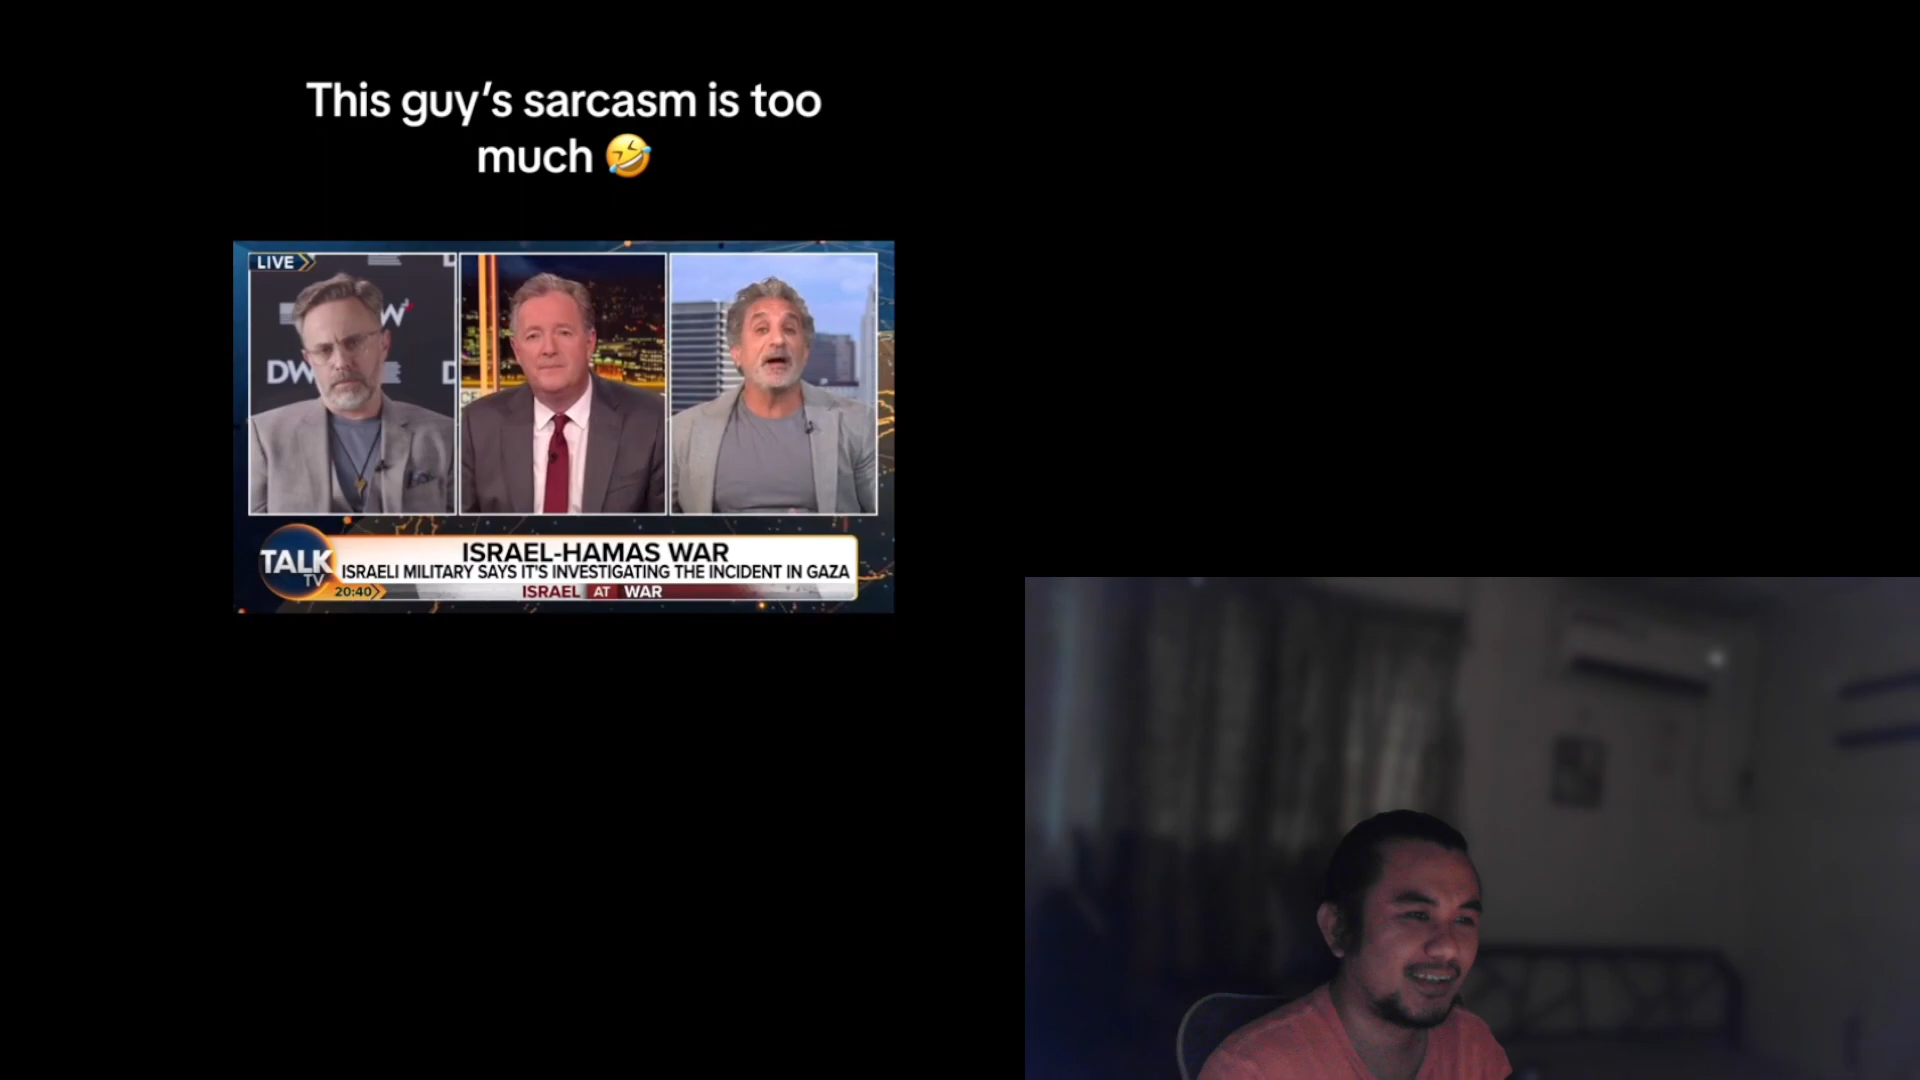 This guy's sarcasm is too
much 🤣
LIVE
W+
DW
D
TALK
TV
ISRAEL-HAMAS WAR
ISRAELI MILITARY SAYS IT'S INVESTIGATING THE INCIDENT IN GAZA
20:40
ISRAEL AT WAR